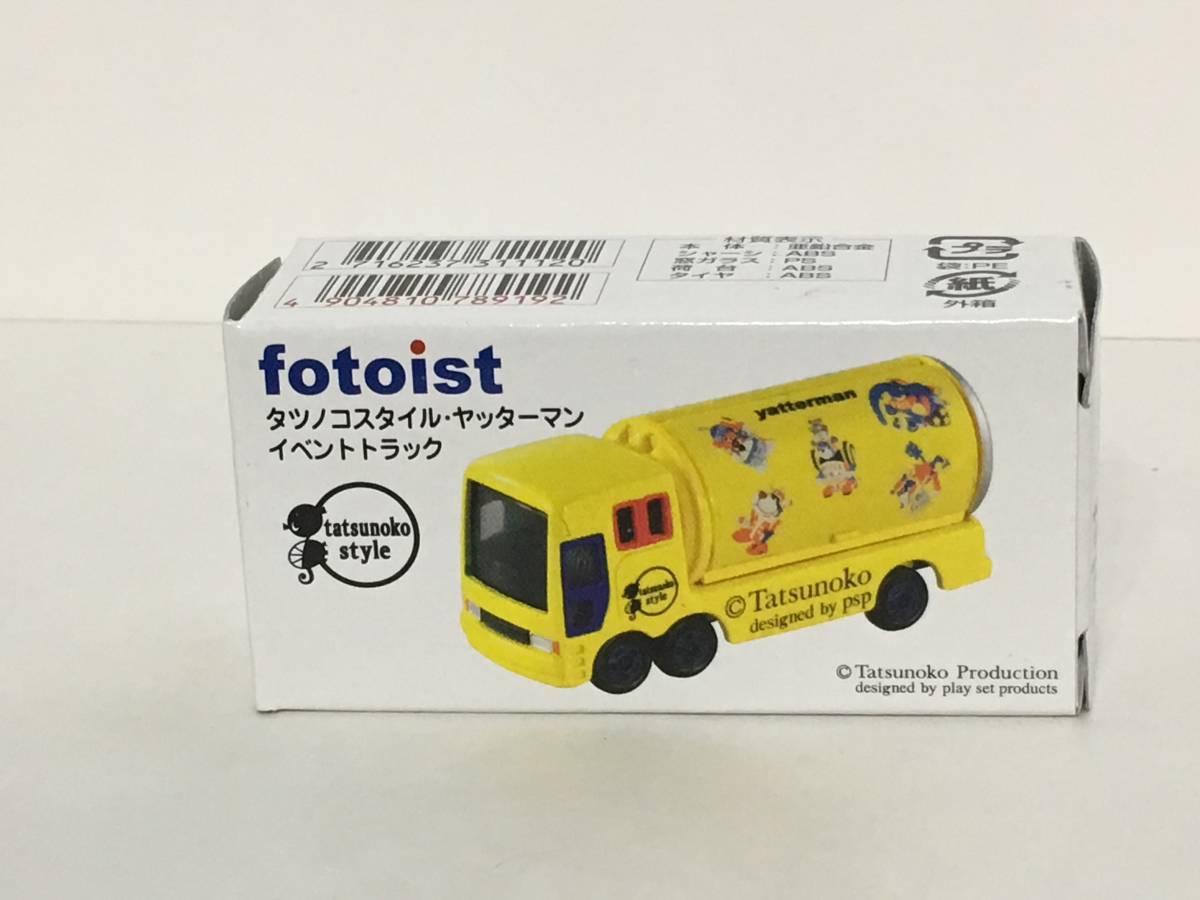 2 716237 311120
4 904810 789192
材質表示
本体：亜鉛合金
シャーシ：ABS
窓ガラス：PS
荷台：ABS
タイヤ：ABS
プラ
袋:PE
紙
外箱
fotoist
タツノコスタイル・ヤッターマン
イベントトラック
tatsunoko
style
yatterman
tatsunoko
style
©Tatsunoko
designed by psp
©Tatsunoko Production
designed by play set products